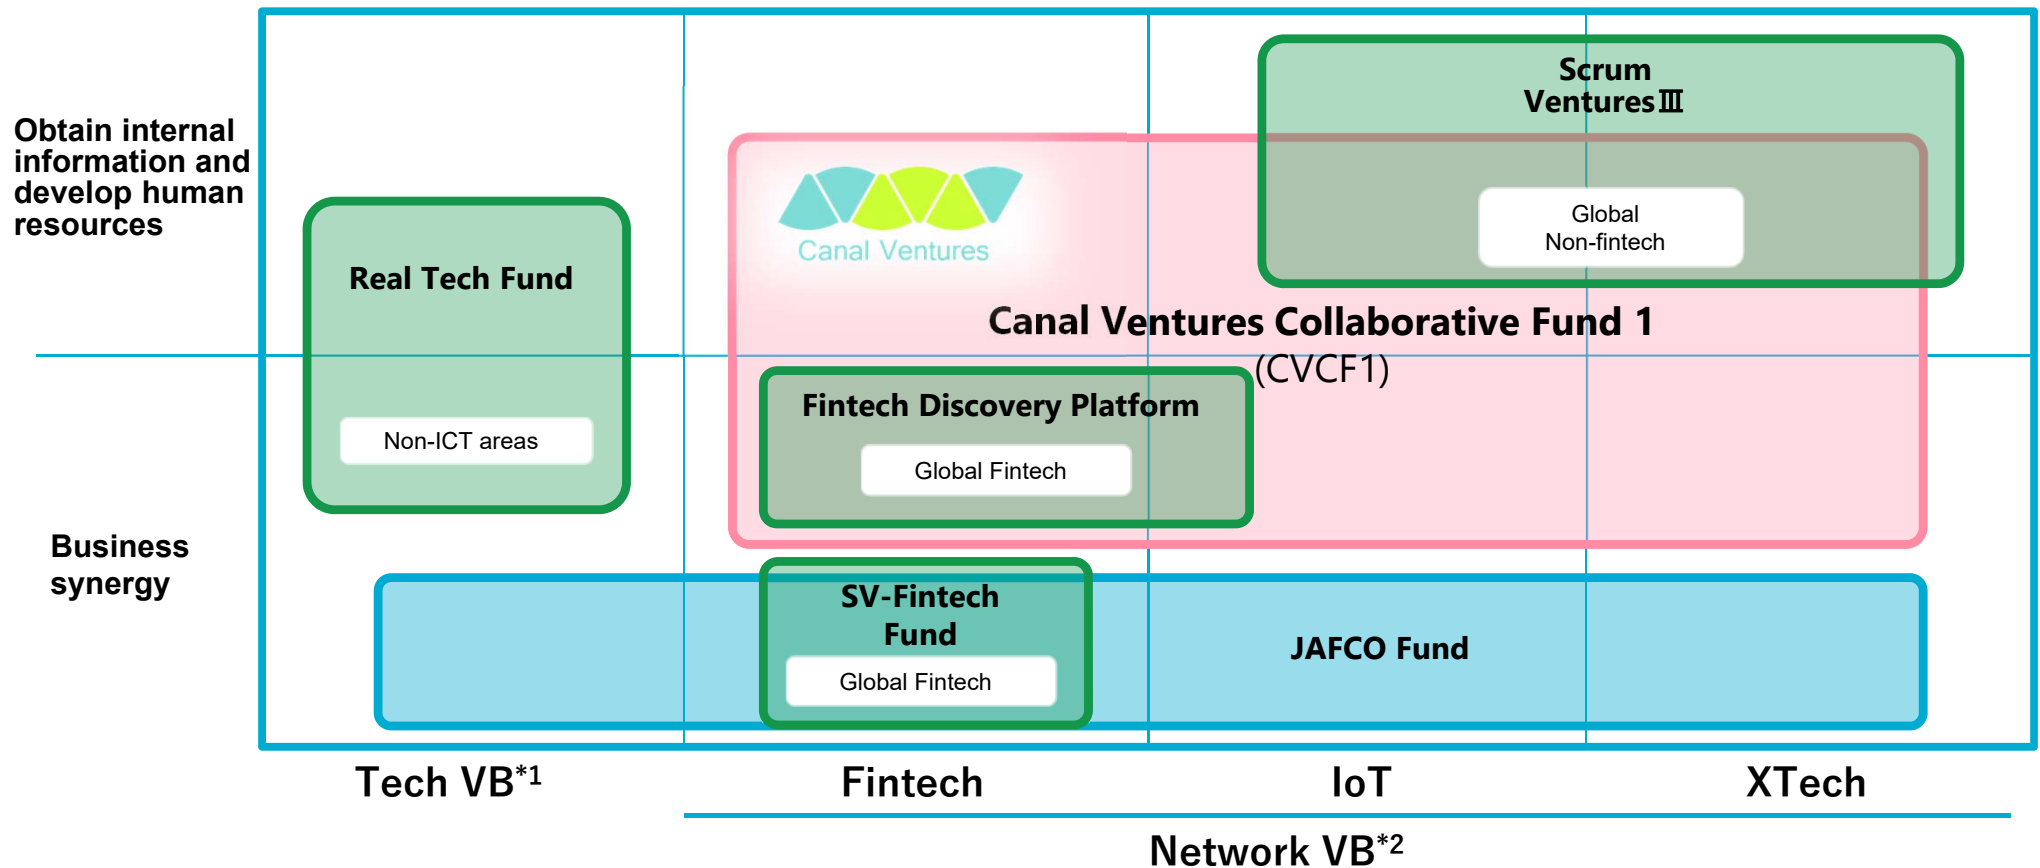 Obtain internal
information and
develop human
resources
Scrum
VenturesⅢ
Global
Non-fintech
Canal Ventures
Real Tech Fund
Non-ICT areas
Canal Ventures Collaborative Fund 1
(CVCF1)
Fintech Discovery Platform
Global Fintech
Business
synergy
SV-Fintech
Fund
Global Fintech
JAFCO Fund
Tech VB*1
Fintech
IoT
XTech
Network VB*2